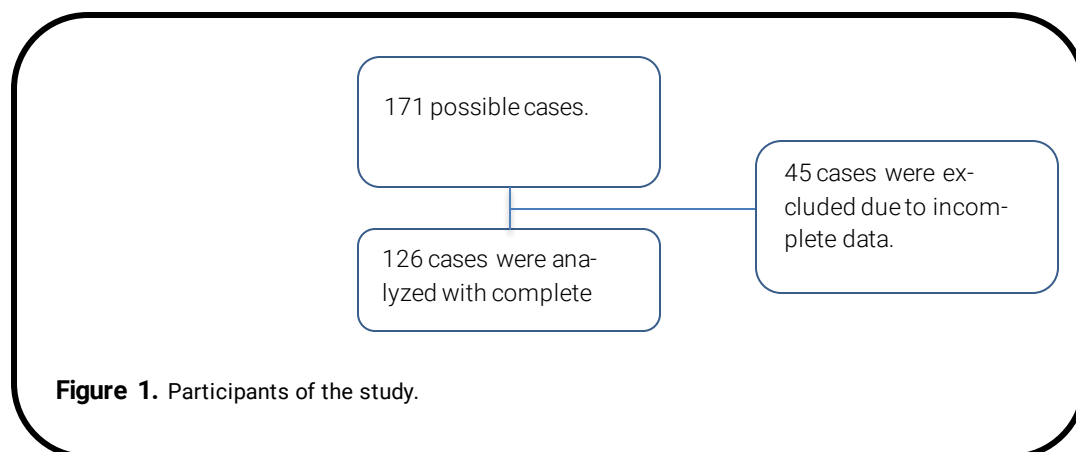 171 possible cases.
45 cases were ex-
cluded due to incom-
plete data.
126 cases were ana-
lyzed with complete
Figure 1. Participants of the study.